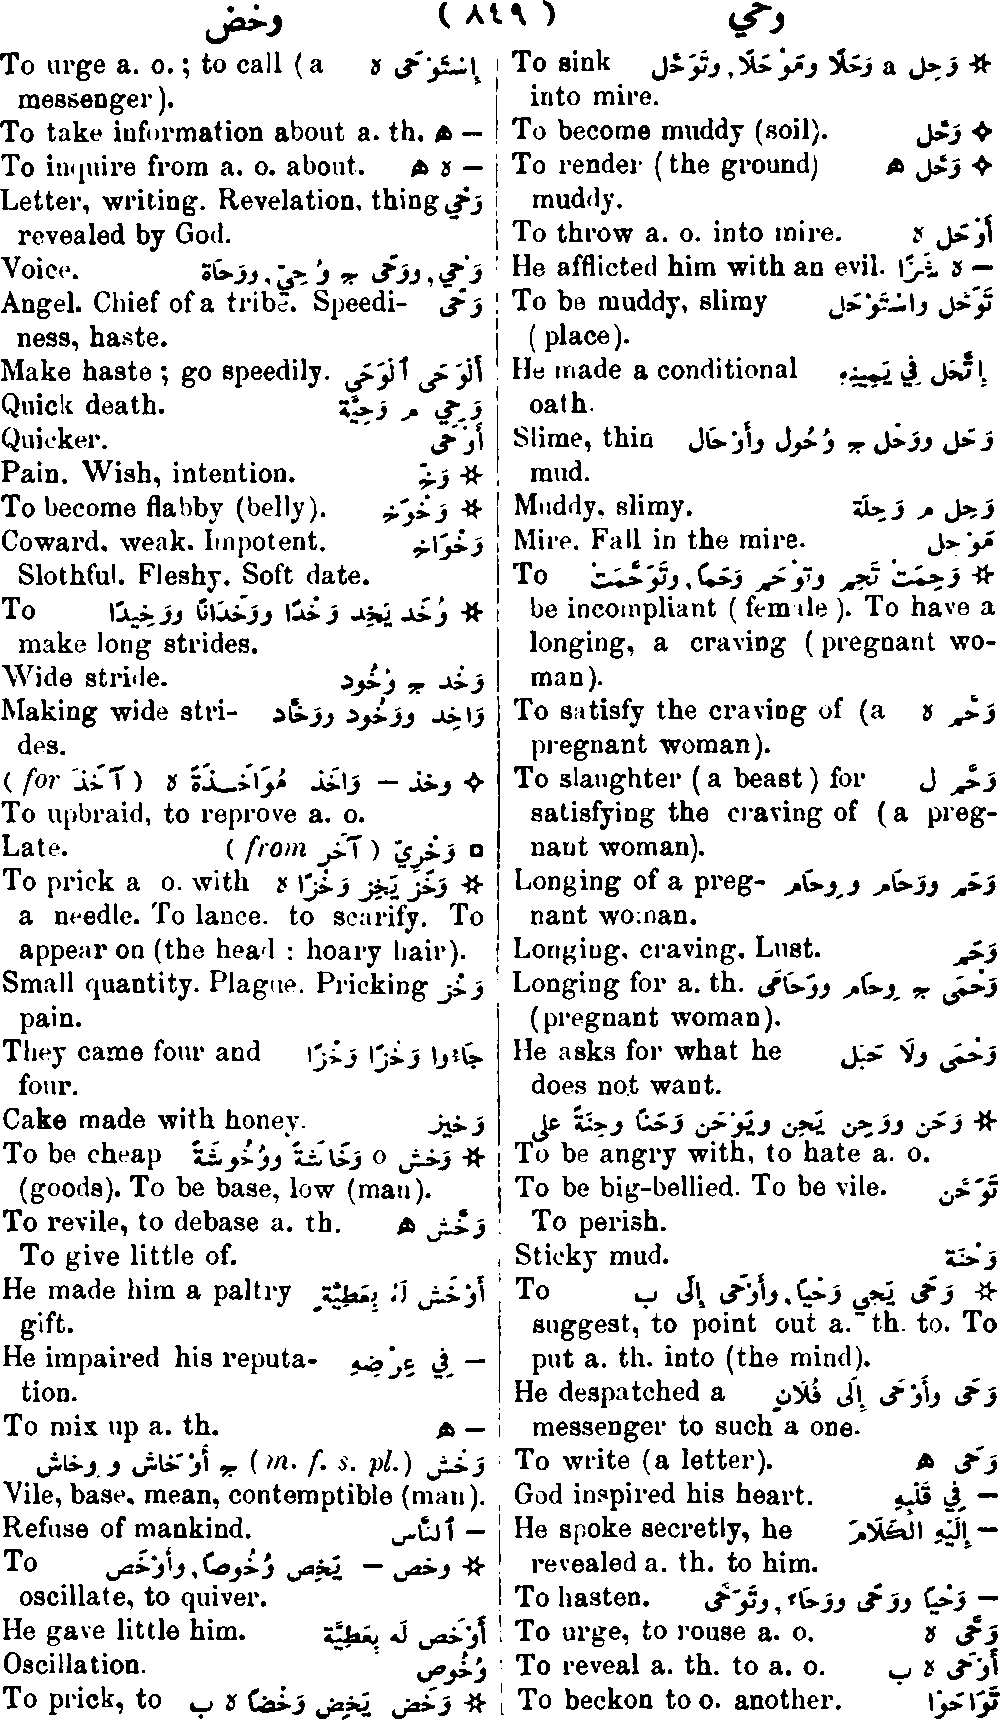 وخض ( ٨٤٩ ) وحي
To sink وَحِل a وَحَلًا ومَوْحَلًا, وتَوَحَّل ✲
into mire.
To become muddy (soil). وَحَّل ✧
To render (the ground) وَحَّل ه ✧
muddy.
To throw a. o. into mire. أَوْحَل ه
He afflicted him with an evil. — ه شَرًّا
To be muddy, slimy تَوَحَّل واسْتَوْحَل
(place).
He made a conditional إِتَّحَل فِي يَمِينِهِ
oath.
Slime, thin وَحَل ووَحْل ج وُحُول وأَوْحَال
mud.
Muddy, slimy. وَحِل م وَحِلَة
Mire. Fall in the mire. مَوْحِل
To وَحِمَتْ تَحِم وتَوْحَم وَحَمًا, وتَوَحَّمَتْ ✲
be incompliant (female). To have a
longing, a craving (pregnant wo-
man).
To satisfy the craving of (a وَحَّم ه
pregnant woman).
To slaughter (a beast) for وَحَّم ل
satisfying the craving of (a preg-
nant woman).
Longing of a preg- وَحَم ووَحَام و وِحَام
nant woman.
Longing, craving. Lust. وَحَم
Longing for a. th. وَحْمَى ج وِحَام ووَحَامَى
(pregnant woman).
He asks for what he وَحْمَى ولَا حَبَل
does not want.
وَحَن ووَحِن يَحِن ويَوْحَن وَحَنًا وحِنَةً على ✲
To be angry with, to hate a. o.
To be big-bellied. To be vile. تَوَحَّن
To perish.
Sticky mud. وَحْنَة
To وَحَى يَحِي وَحْيًا, وأَوْحَى إِلَى ب ✲
suggest, to point out a. th. to. To
put a. th. into (the mind).
He despatched a وَحَى وأَوْحَى إِلَى فُلَانٍ
messenger to such a one.
To write (a letter). وَحَى ه
God inspired his heart. — فِي قَلْبِهِ
He spoke secretly, he — إِلَيْهِ الْكَلَامَ
revealed a. th. to him.
To hasten. — وَحْيًا ووَحًى ووَحَاء, وتَوَحَّى
To urge, to rouse a. o. وَحَّى ه
To reveal a. th. to a. o. أَوْحَى ه ب
To beckon to o. another. تَوَاحَوْا
To urge a. o.; to call (a إِسْتَوْحَى ه
messenger).
To take information about a. th. — ه
To inquire from a. o. about. — ه ه
Letter, writing. Revelation, thing وَحْي
revealed by God.
Voice. وَحْي, ووَحًى ج وُحِيّ, ووَحَاة
Angel. Chief of a tribe. Speedi- وَحًى
ness, haste.
Make haste; go speedily. أَلْوَحَى ٱلْوَحَى
Quick death. وَحِيّ م وَحِيَّة
Quicker. أَوْحَى
Pain. Wish, intention. وَخّ ✲
To become flabby (belly). وَخْوَخ ✲
Coward, weak. Impotent. وَخْوَاخ
Slothful. Fleshy. Soft date.
To وَخَد يَخِد وَخْدًا ووَخَدَانًا ووَخِيدًا ✲
make long strides.
Wide stride. وَخْد ج وُخُود
Making wide stri- وَاخِد ووَخُود ووَخَّاد
des.
(for آخَذَ) وخذ — وَاخَذ مُوَاخَـذَةً ه ✧
To upbraid, to reprove a. o.
Late. (from آخَر) وَخْرِيّ □
To prick a. o. with وَخَز يَخِز وَخْزًا ه ✲
a needle. To lance, to scarify. To
appear on (the head: hoary hair).
Small quantity. Plague. Pricking وَخْز
pain.
They came four and جَاءُوا وَخْزًا وَخْزًا
four.
Cake made with honey. وَخِيز
To be cheap وَخُش o وَخَاشَةً ووُخُوشَةً ✲
(goods). To be base, low (man).
To revile, to debase a. th. وَخَّش ه
To give little of.
He made him a paltry أَوْخَش لَهُ بِعَطِيَّةٍ
gift.
He impaired his reputa- — فِي عِرْضِهِ
tion.
To mix up a. th. — ه
وَخْش (m. f. s. pl.) ج أَوْخَاش و وِخَاش
Vile, base, mean, contemptible (man).
Refuse of mankind. — ٱلنَّاس
To وخص — يَخِص وُخُوصًا, وأَوْخَص ✲
oscillate, to quiver.
He gave little him. أَوْخَص لَه بِعَطِيَّة
Oscillation. وُخُوص
To prick, to وَخَض يَخِض وَخْضًا ه ب ✲